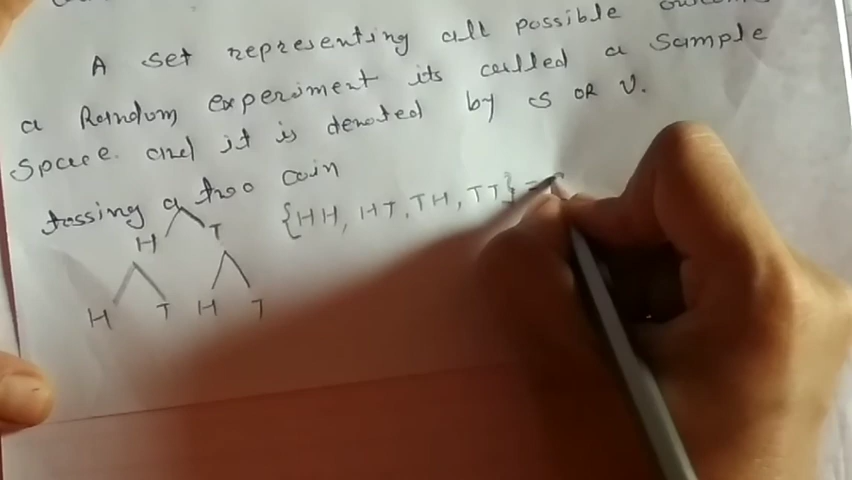 A set representing all possible
a Random experiment its called a sample
space. and it is denoted by s OR U.
tossing a two coin
{HH, HT, TH, TT} =
H T
H T H T